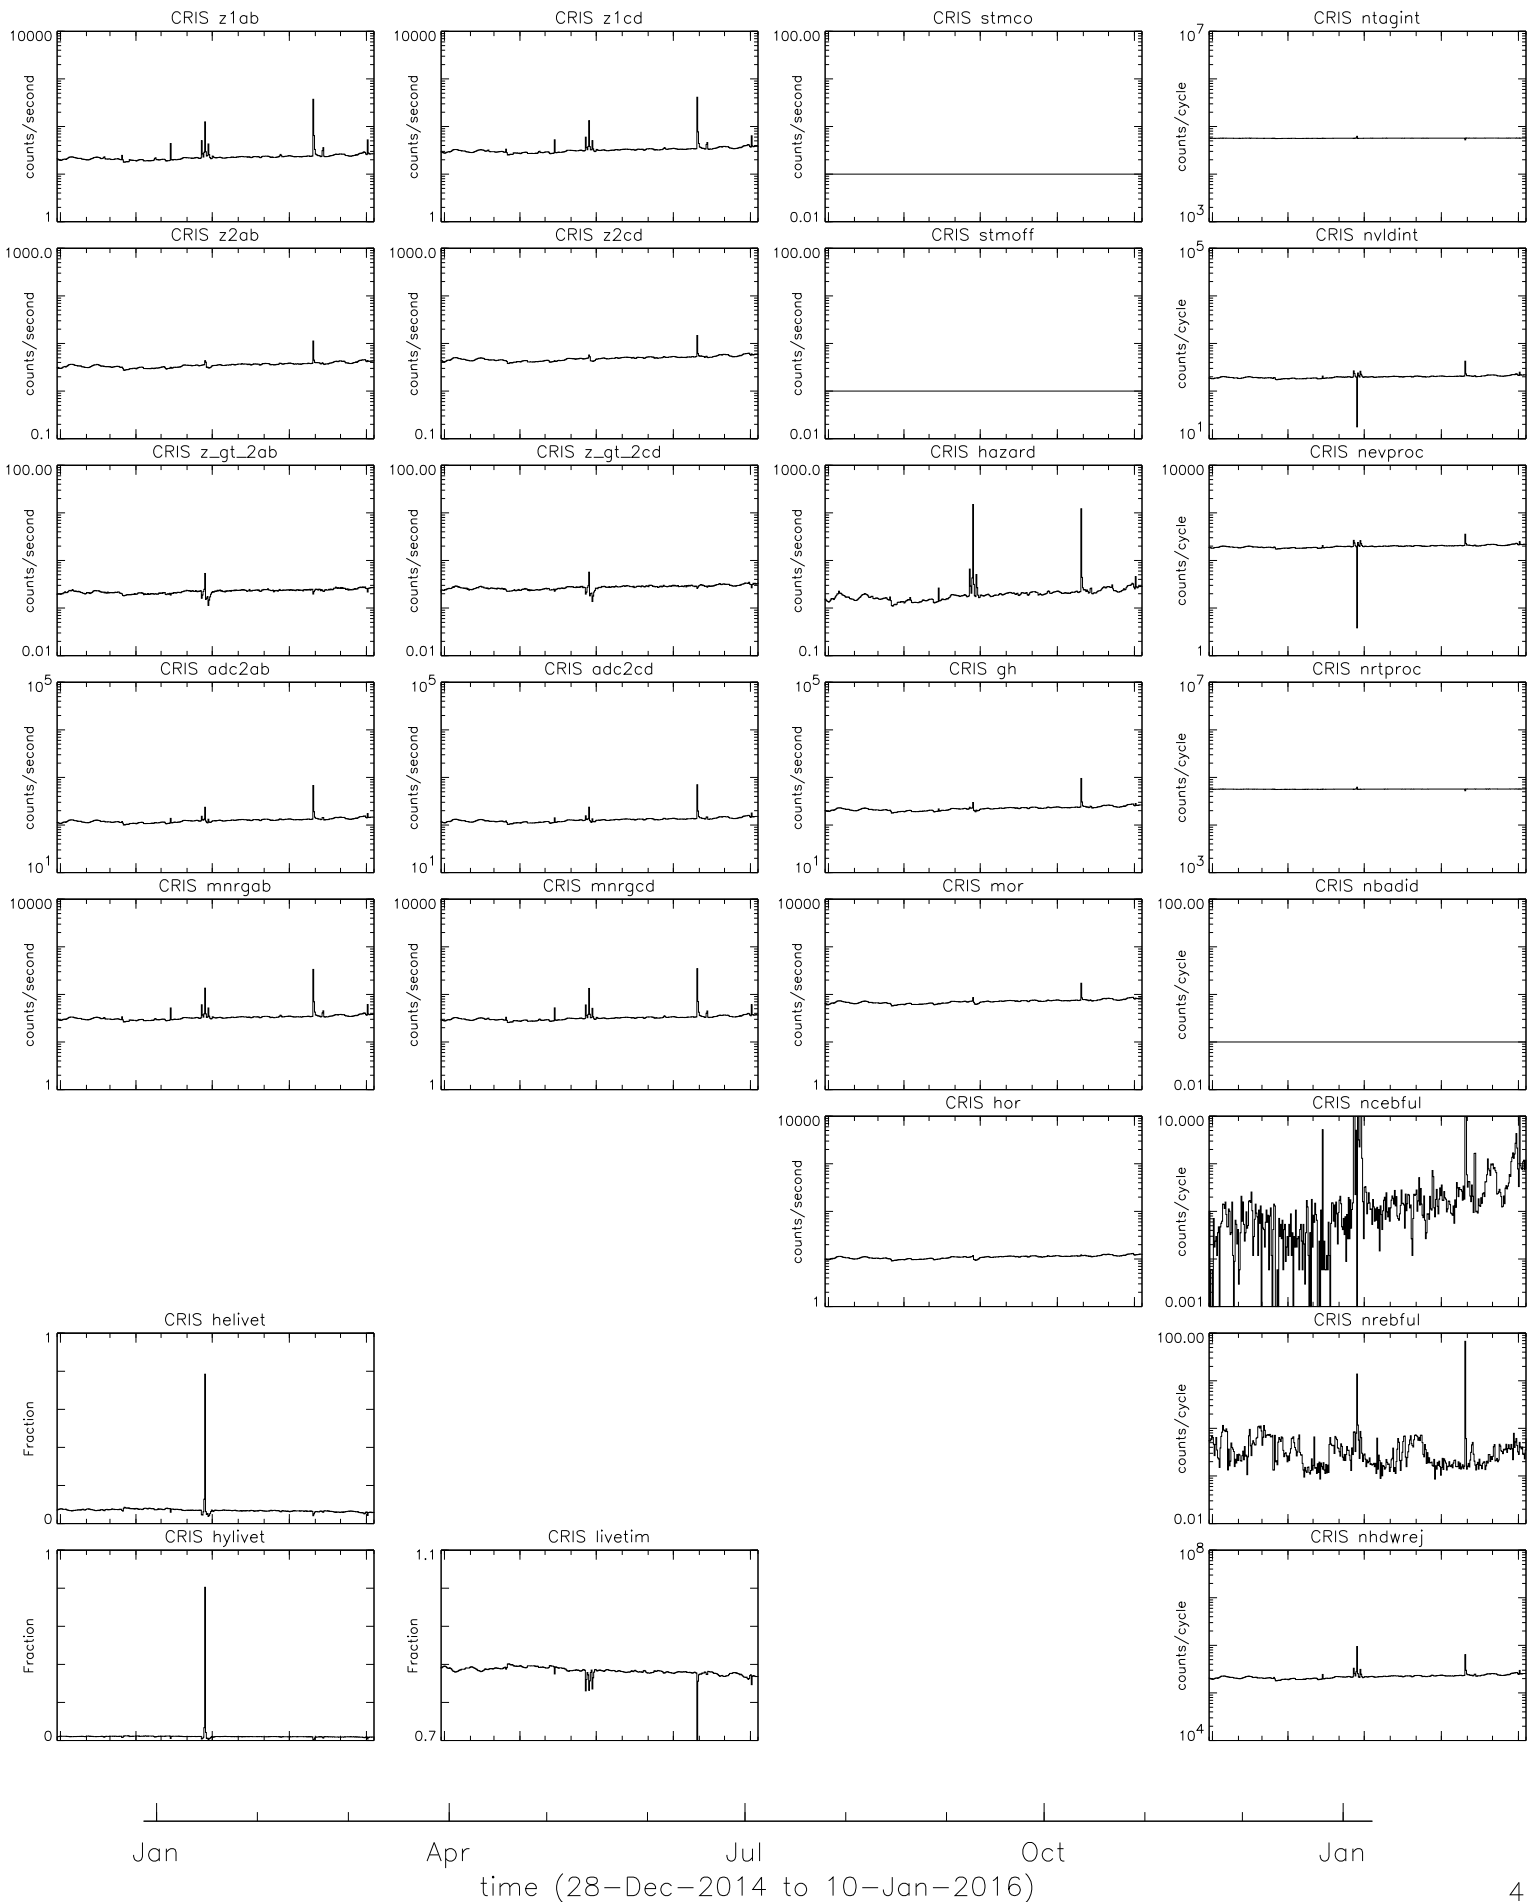 CRIS z1ab
CRIS z1cd
CRIS stmco
CRIS ntagint
10000
counts/second
1
10000
counts/second
1
100.00
counts/second
0.01
10^7
counts/cycle
10^3
CRIS z2ab
CRIS z2cd
CRIS stmoff
CRIS nvldint
1000.0
counts/second
0.1
1000.0
counts/second
0.1
100.00
counts/second
0.01
10^5
counts/cycle
10^1
CRIS z_gt_2ab
CRIS z_gt_2cd
CRIS hazard
CRIS nevproc
100.00
counts/second
0.01
100.00
counts/second
0.01
1000.0
counts/second
0.1
10000
counts/cycle
1
CRIS adc2ab
CRIS adc2cd
CRIS gh
CRIS nrtproc
10^5
counts/second
10^1
10^5
counts/second
10^1
10^5
counts/second
10^1
10^7
counts/cycle
10^3
CRIS mnrgab
CRIS mnrgcd
CRIS mor
CRIS nbadid
10000
counts/second
1
10000
counts/second
1
10000
counts/second
1
100.00
counts/cycle
0.01
CRIS hor
CRIS ncebful
10000
counts/second
1
10.000
counts/cycle
0.001
CRIS helivet
CRIS nrebful
1
Fraction
0
100.00
counts/cycle
0.01
CRIS hylivet
CRIS livetim
CRIS nhdwrej
1
Fraction
0
1.1
Fraction
0.7
10^8
counts/cycle
10^4
Jan Apr Jul Oct Jan
time (28-Dec-2014 to 10-Jan-2016)
4